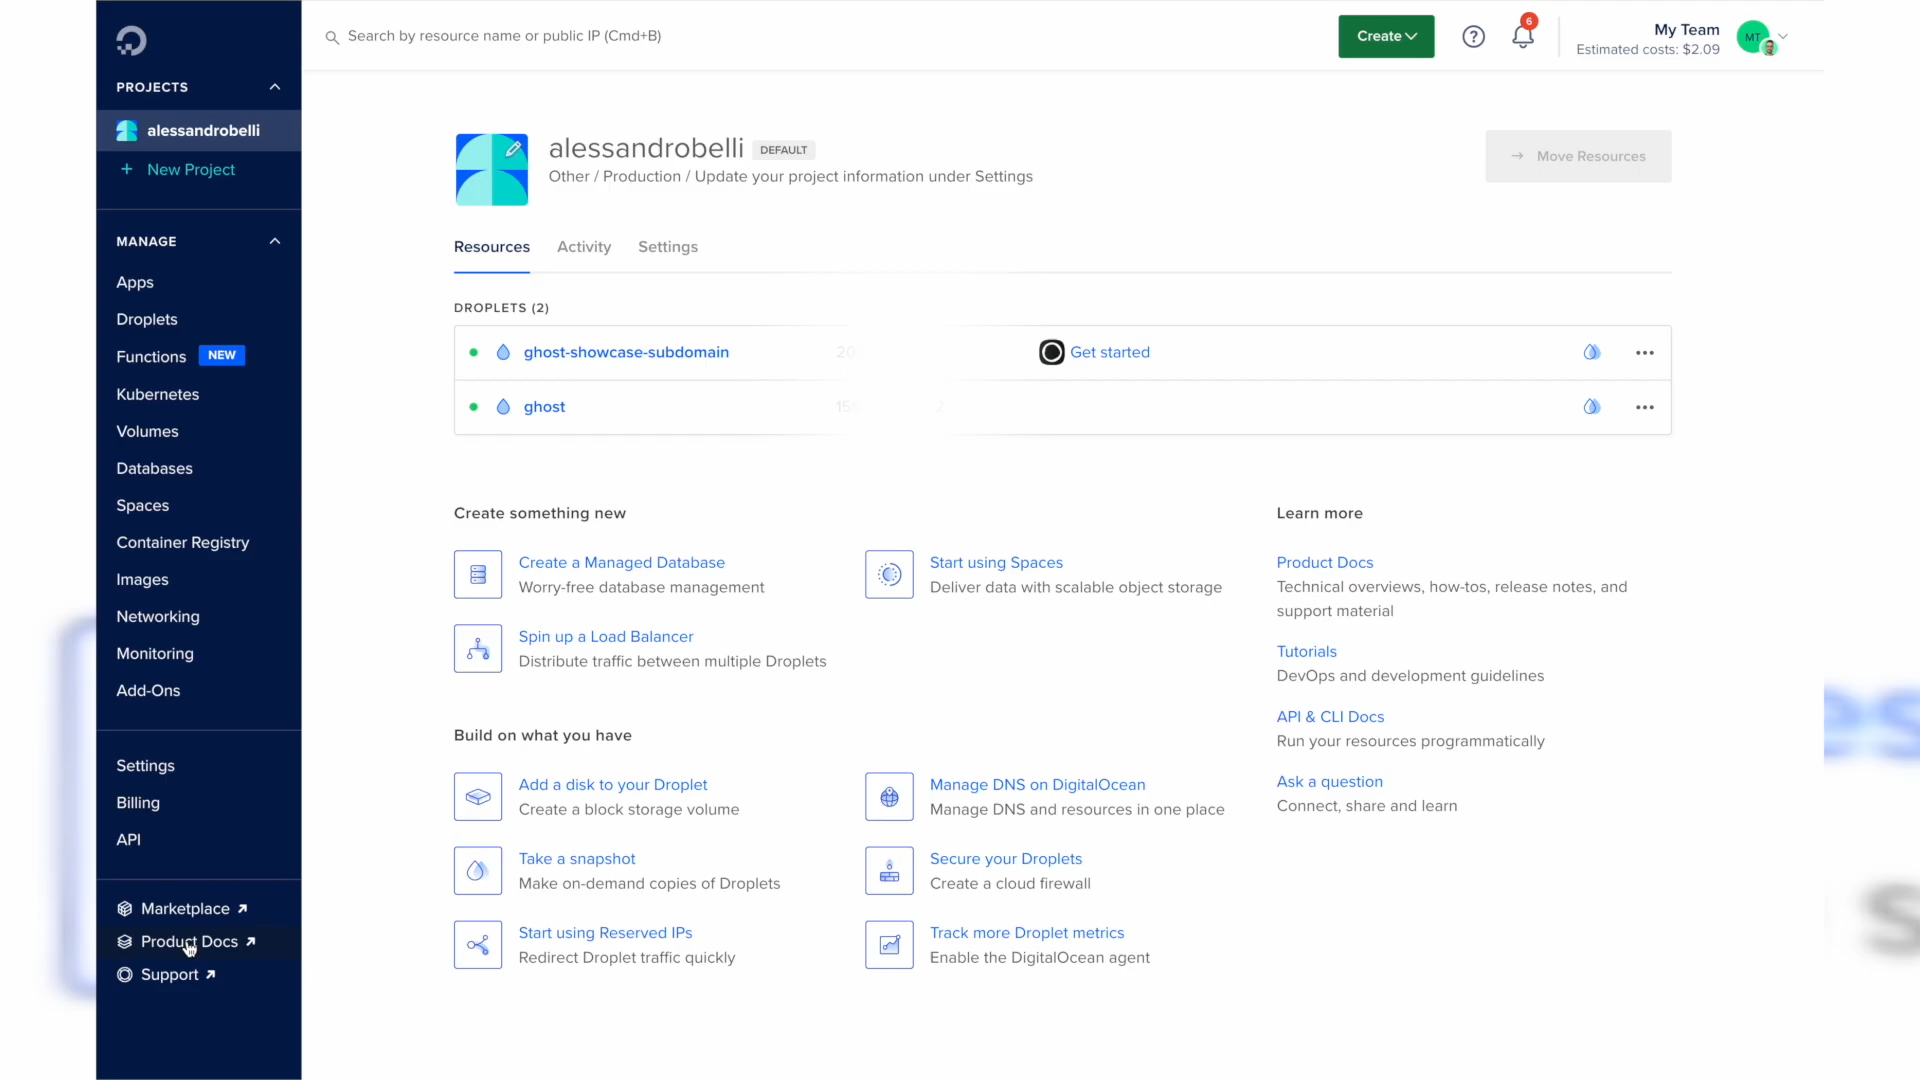 PROJECTS
alessandrobelli
+ New Project
MANAGE
Apps
Droplets
Functions NEW
Kubernetes
Volumes
Databases
Spaces
Container Registry
Images
Networking
Monitoring
Add-Ons
Settings
Billing
API
Marketplace
Product Docs
Support
Search by resource name or public IP (Cmd+B)
Create
6
My Team
Estimated costs: $2.09
MT
alessandrobelli DEFAULT
Other / Production / Update your project information under Settings
Move Resources
Resources Activity Settings
DROPLETS (2)
ghost-showcase-subdomain 20 Get started
ghost 15
Create something new
Create a Managed Database
Worry-free database management
Start using Spaces
Deliver data with scalable object storage
Spin up a Load Balancer
Distribute traffic between multiple Droplets
Build on what you have
Add a disk to your Droplet
Create a block storage volume
Manage DNS on DigitalOcean
Manage DNS and resources in one place
Take a snapshot
Make on-demand copies of Droplets
Secure your Droplets
Create a cloud firewall
Start using Reserved IPs
Redirect Droplet traffic quickly
Track more Droplet metrics
Enable the DigitalOcean agent
Learn more
Product Docs
Technical overviews, how-tos, release notes, and
support material
Tutorials
DevOps and development guidelines
API & CLI Docs
Run your resources programmatically
Ask a question
Connect, share and learn